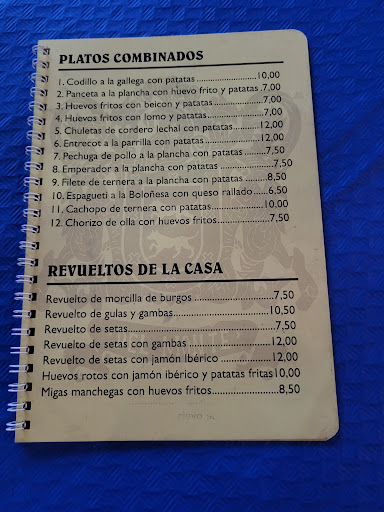 PLATOS COMBINADOS
1. Codillo a la gallega con patatas........................10,00
2. Panceta a la plancha con huevo frito y patatas .7,00
3. Huevos fritos con beicon y patatas....................7,00
4. Huevos fritos con lomo y patatas......................7,00
5. Chuletas de cordero lechal con patatas...........12,00
6. Entrecot a la parrilla con patatas.....................12,00
7. Pechuga de pollo a la plancha con patatas.........7,50
8. Emperador a la plancha con patatas..................7,50
9. Filete de ternera a la plancha con patatas........8,50
10. Espagueti a la Boloñesa con queso rallado.....6,50
11. Cachopo de ternera con patatas..................10,00
12. Chorizo de olla con huevos fritos..................7,50
REVUELTOS DE LA CASA
Revuelto de morcilla de burgos ............................7,50
Revuelto de gulas y gambas.................................10,50
Revuelto de setas..................................................7,50
Revuelto de setas con gambas ............................12,00
Revuelto de setas con jamón ibérico ..................12,00
Huevos rotos con jamón ibérico y patatas fritas10,00
Migas manchegas con huevos fritos.......................8,50